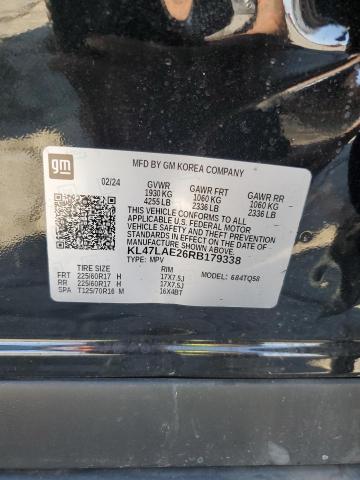 gm
MFD BY GM KOREA COMPANY
02/24 GVWR GAWR FRT GAWR RR
1930 KG 1060 KG 1060 KG
4255 LB 2336 LB 2336 LB
THIS VEHICLE CONFORMS TO ALL
APPLICABLE U.S. FEDERAL MOTOR
VEHICLE SAFETY, BUMPER, AND THEFT
PREVENTION STANDARDS IN EFFECT ON
THE DATE OF MANUFACTURE SHOWN
ABOVE.
KL47LAE26RB179338
TYPE: MPV
TIRE SIZE RIM MODEL: 684TQ58
FRT 225/60R17 H 17X7.5J
RR 225/60R17 H 17X7.5J
SPA T125/70R16 M 16X4BT